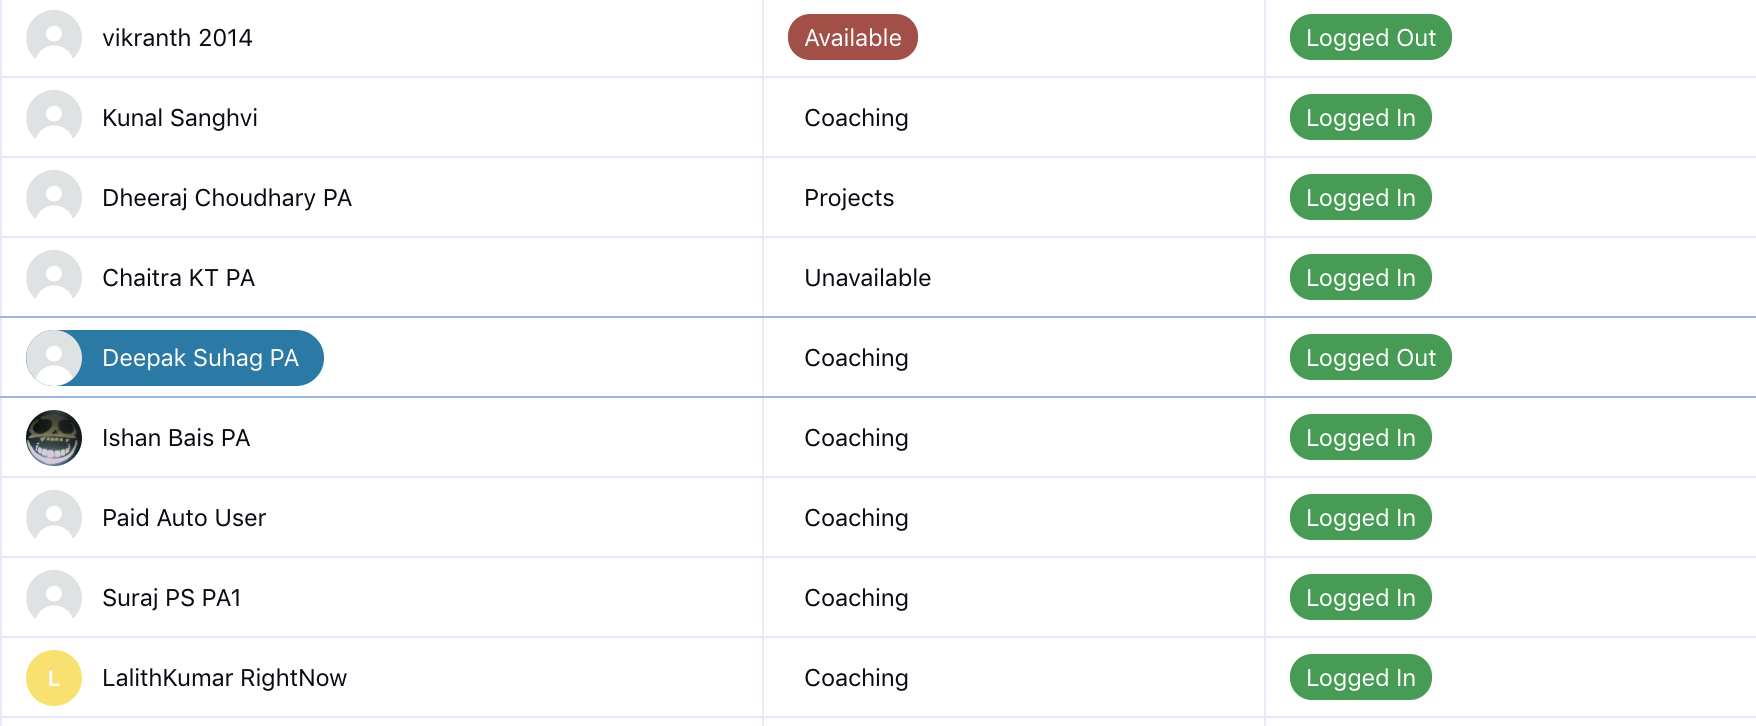 vikranth 2014 Available Logged Out
Kunal Sanghvi Coaching Logged In
Dheeraj Choudhary PA Projects Logged In
Chaitra KT PA Unavailable Logged In
Deepak Suhag PA Coaching Logged Out
Ishan Bais PA Coaching Logged In
Paid Auto User Coaching Logged In
Suraj PS PA1 Coaching Logged In
L LalithKumar RightNow Coaching Logged In